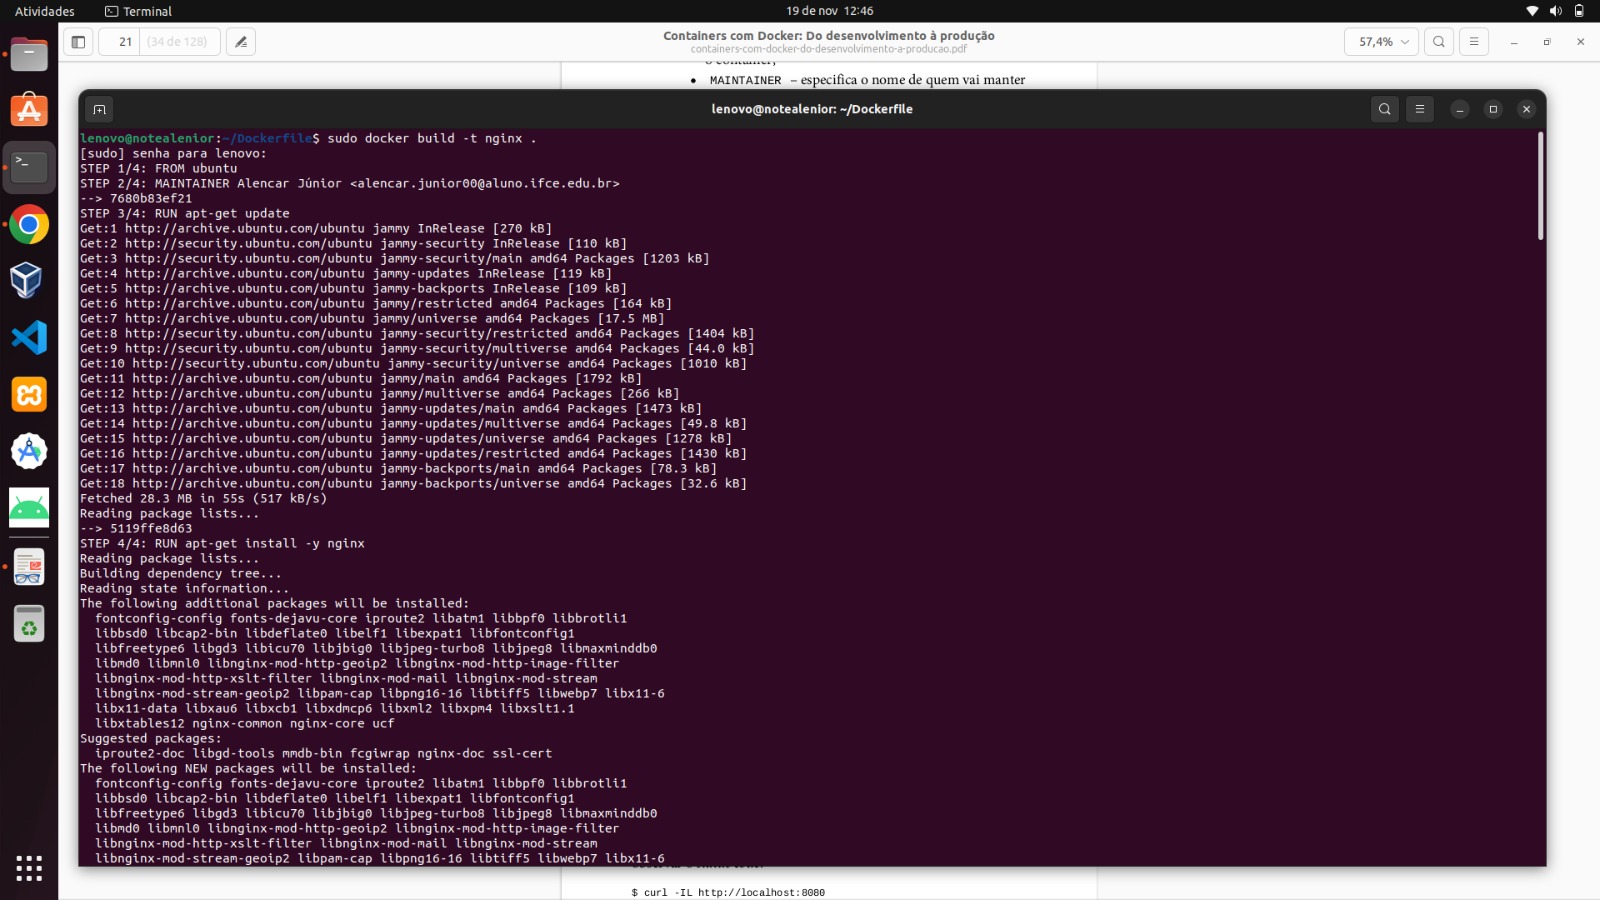 Atividades
Terminal
19 de nov 12:46
21 (34 de 128)
Containers com Docker: Do desenvolvimento à produção
containers-com-docker-do-desenvolvimento-a-producao.pdf
57,4%
o container;
• MAINTAINER – especifica o nome de quem vai manter
lenovo@notealenior: ~/Dockerfile
lenovo@notealenior:~/Dockerfile$ sudo docker build -t nginx .
[sudo] senha para lenovo:
STEP 1/4: FROM ubuntu
STEP 2/4: MAINTAINER Alencar Júnior <alencar.junior00@aluno.ifce.edu.br>
--> 7680b83ef21
STEP 3/4: RUN apt-get update
Get:1 http://archive.ubuntu.com/ubuntu jammy InRelease [270 kB]
Get:2 http://security.ubuntu.com/ubuntu jammy-security InRelease [110 kB]
Get:3 http://security.ubuntu.com/ubuntu jammy-security/main amd64 Packages [1203 kB]
Get:4 http://archive.ubuntu.com/ubuntu jammy-updates InRelease [119 kB]
Get:5 http://archive.ubuntu.com/ubuntu jammy-backports InRelease [109 kB]
Get:6 http://archive.ubuntu.com/ubuntu jammy/restricted amd64 Packages [164 kB]
Get:7 http://archive.ubuntu.com/ubuntu jammy/universe amd64 Packages [17.5 MB]
Get:8 http://security.ubuntu.com/ubuntu jammy-security/restricted amd64 Packages [1404 kB]
Get:9 http://security.ubuntu.com/ubuntu jammy-security/multiverse amd64 Packages [44.0 kB]
Get:10 http://security.ubuntu.com/ubuntu jammy-security/universe amd64 Packages [1010 kB]
Get:11 http://archive.ubuntu.com/ubuntu jammy/main amd64 Packages [1792 kB]
Get:12 http://archive.ubuntu.com/ubuntu jammy/multiverse amd64 Packages [266 kB]
Get:13 http://archive.ubuntu.com/ubuntu jammy-updates/main amd64 Packages [1473 kB]
Get:14 http://archive.ubuntu.com/ubuntu jammy-updates/multiverse amd64 Packages [49.8 kB]
Get:15 http://archive.ubuntu.com/ubuntu jammy-updates/universe amd64 Packages [1278 kB]
Get:16 http://archive.ubuntu.com/ubuntu jammy-updates/restricted amd64 Packages [1430 kB]
Get:17 http://archive.ubuntu.com/ubuntu jammy-backports/main amd64 Packages [78.3 kB]
Get:18 http://archive.ubuntu.com/ubuntu jammy-backports/universe amd64 Packages [32.6 kB]
Fetched 28.3 MB in 55s (517 kB/s)
Reading package lists...
--> 5119ffe8d63
STEP 4/4: RUN apt-get install -y nginx
Reading package lists...
Building dependency tree...
Reading state information...
The following additional packages will be installed:
fontconfig-config fonts-dejavu-core iproute2 libatm1 libbpf0 libbrotli1
libbsd0 libcap2-bin libdeflate0 libelf1 libexpat1 libfontconfig1
libfreetype6 libgd3 libicu70 libjbig0 libjpeg-turbo8 libjpeg8 libmaxminddb0
libmd0 libmnl0 libnginx-mod-http-geoip2 libnginx-mod-http-image-filter
libnginx-mod-http-xslt-filter libnginx-mod-mail libnginx-mod-stream
libnginx-mod-stream-geoip2 libpam-cap libpng16-16 libtiff5 libwebp7 libx11-6
libx11-data libxau6 libxcb1 libxdmcp6 libxml2 libxpm4 libxslt1.1
libxtables12 nginx-common nginx-core ucf
Suggested packages:
iproute2-doc libgd-tools mmdb-bin fcgiwrap nginx-doc ssl-cert
The following NEW packages will be installed:
fontconfig-config fonts-dejavu-core iproute2 libatm1 libbpf0 libbrotli1
libbsd0 libcap2-bin libdeflate0 libelf1 libexpat1 libfontconfig1
libfreetype6 libgd3 libicu70 libjbig0 libjpeg-turbo8 libjpeg8 libmaxminddb0
libmd0 libmnl0 libnginx-mod-http-geoip2 libnginx-mod-http-image-filter
libnginx-mod-http-xslt-filter libnginx-mod-mail libnginx-mod-stream
libnginx-mod-stream-geoip2 libpam-cap libpng16-16 libtiff5 libwebp7 libx11-6
$ curl -IL http://localhost:8080